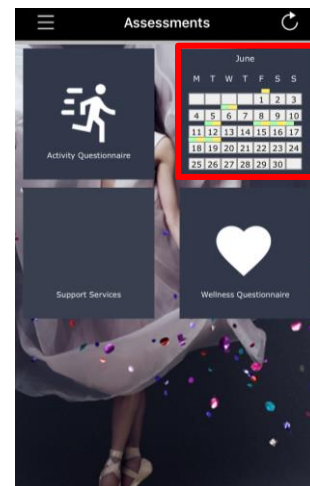 Assessments
Activity Questionnaire
June
M T W T F S S
1 2 3
4 5 6 7 8 9 10
11 12 13 14 15 16 17
18 19 20 21 22 23 24
25 26 27 28 29 30
Support Services
Wellness Questionnaire